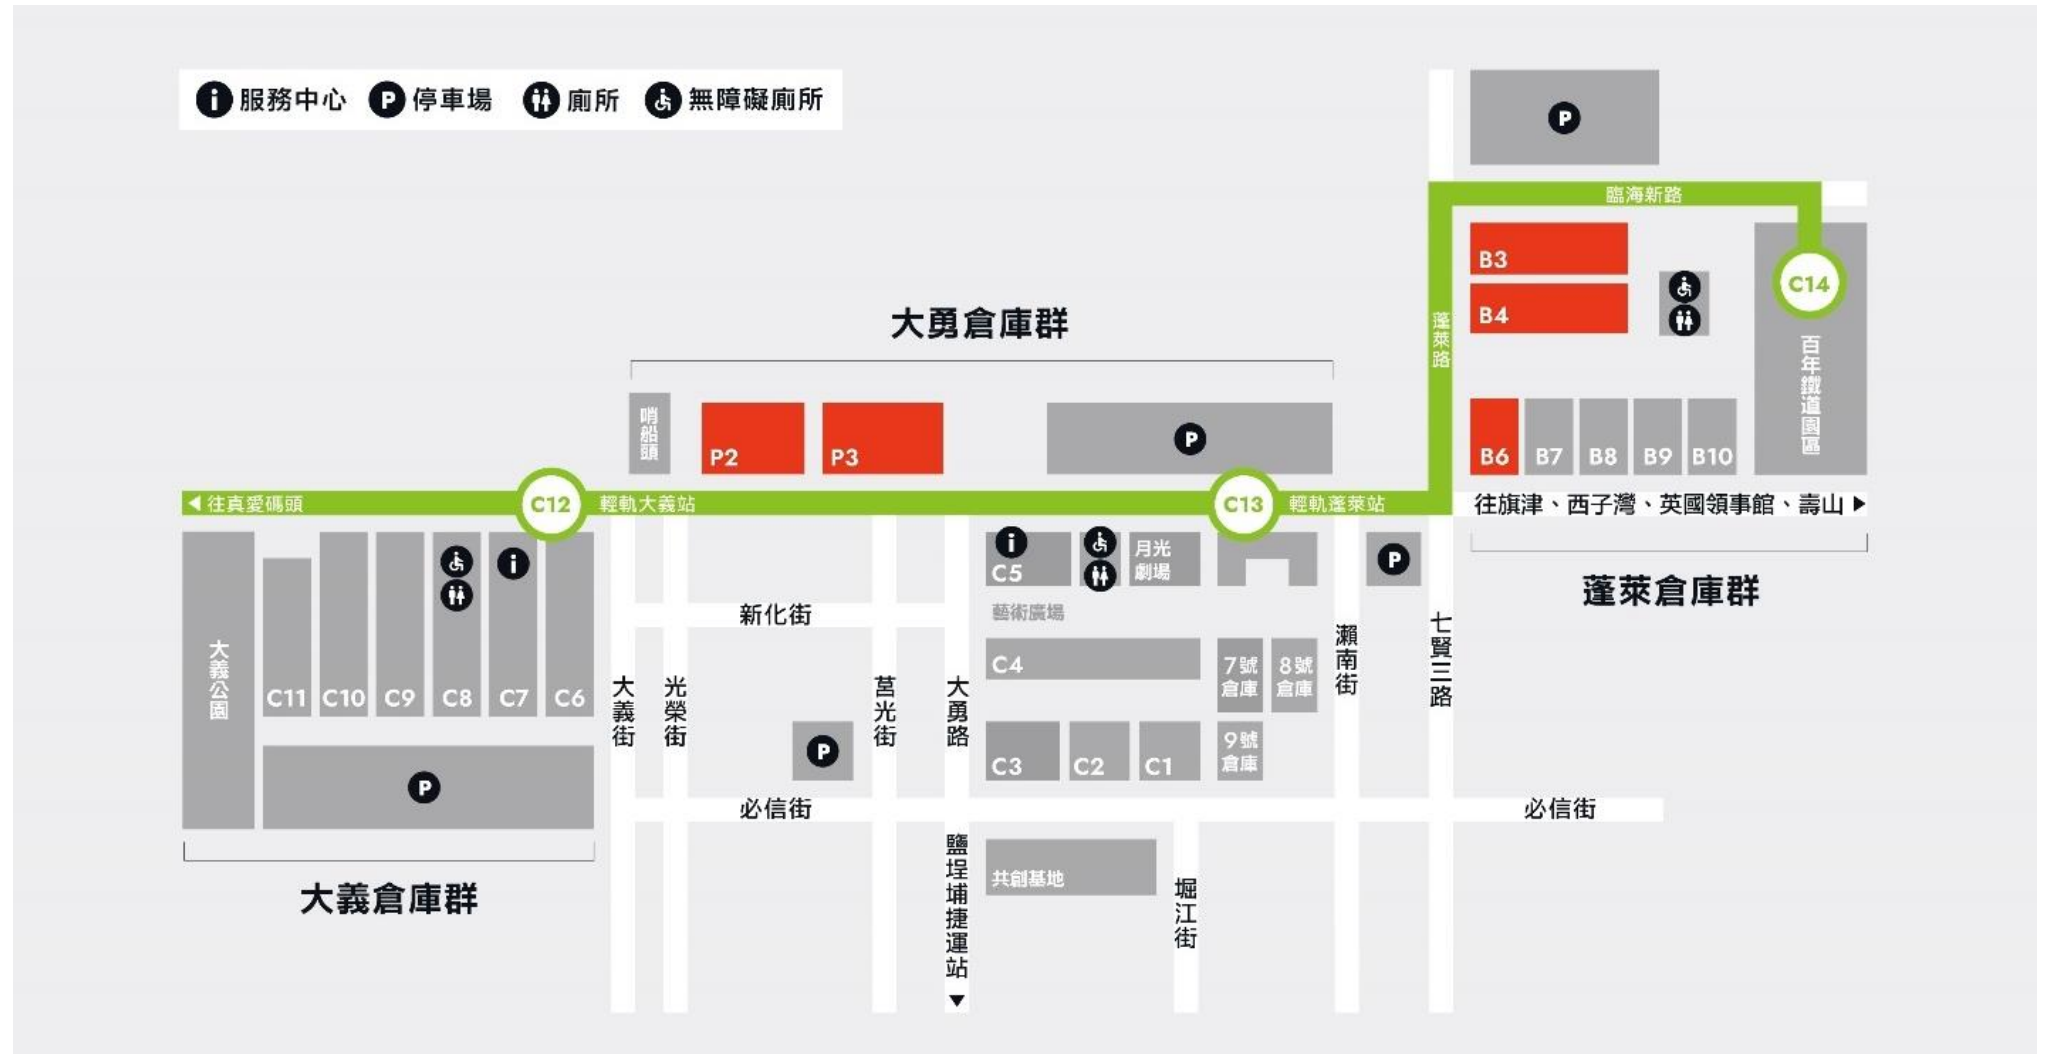 i 服務中心 P 停車場 廁所 無障礙廁所
P
臨海新路
B3
B4
C14
百年鐵道園區
蓬萊路
大勇倉庫群
哨船頭
P2
P3
P
B6
B7
B8
B9
B10
往真愛碼頭
C12
輕軌大義站
C13
輕軌蓬萊站
往旗津、西子灣、英國領事館、壽山
蓬萊倉庫群
大義公園
C11
C10
C9
C8
i
C7
C6
P
大義倉庫群
大義街
光榮街
新化街
莒光街
大勇路
P
必信街
i
C5
月光
劇場
藝術廣場
C4
7號
倉庫
8號
倉庫
C3
C2
C1
9號
倉庫
瀨南街
P
七賢三路
必信街
鹽埕埔捷運站
共創基地
堀江街